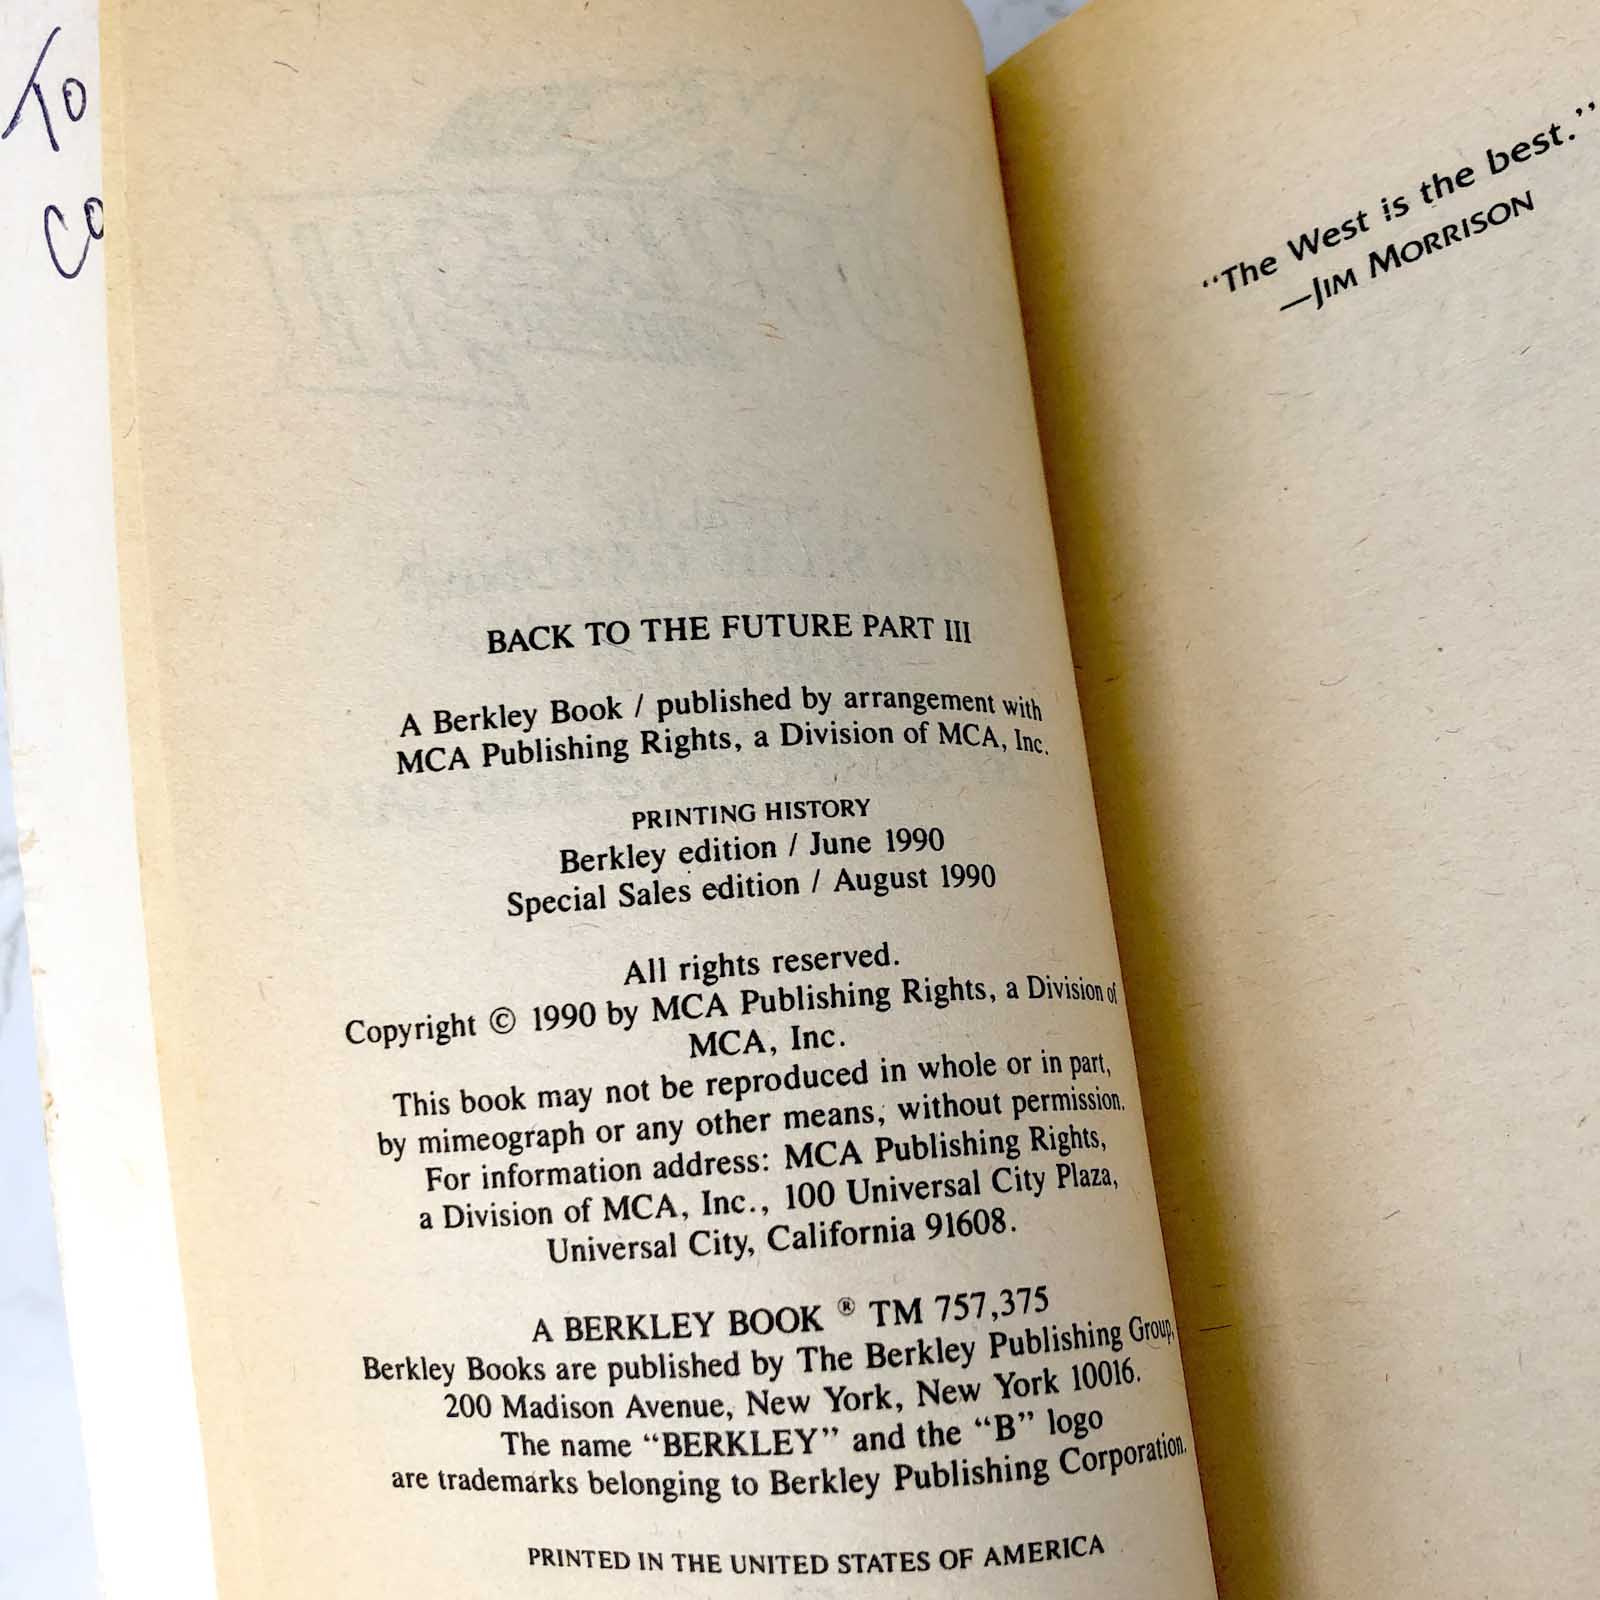 To
Co
BACK TO THE FUTURE PART III
A Berkley Book / published by arrangement with
MCA Publishing Rights, a Division of MCA, Inc.
PRINTING HISTORY
Berkley edition / June 1990
Special Sales edition / August 1990
All rights reserved.
Copyright © 1990 by MCA Publishing Rights, a Division of
MCA, Inc.
This book may not be reproduced in whole or in part,
by mimeograph or any other means, without permission.
For information address: MCA Publishing Rights,
a Division of MCA, Inc., 100 Universal City Plaza,
Universal City, California 91608.
A BERKLEY BOOK ® TM 757,375
Berkley Books are published by The Berkley Publishing Group,
200 Madison Avenue, New York, New York 10016.
The name “BERKLEY” and the “B” logo
are trademarks belonging to Berkley Publishing Corporation.
PRINTED IN THE UNITED STATES OF AMERICA
“The West is the best.”
—JIM MORRISON